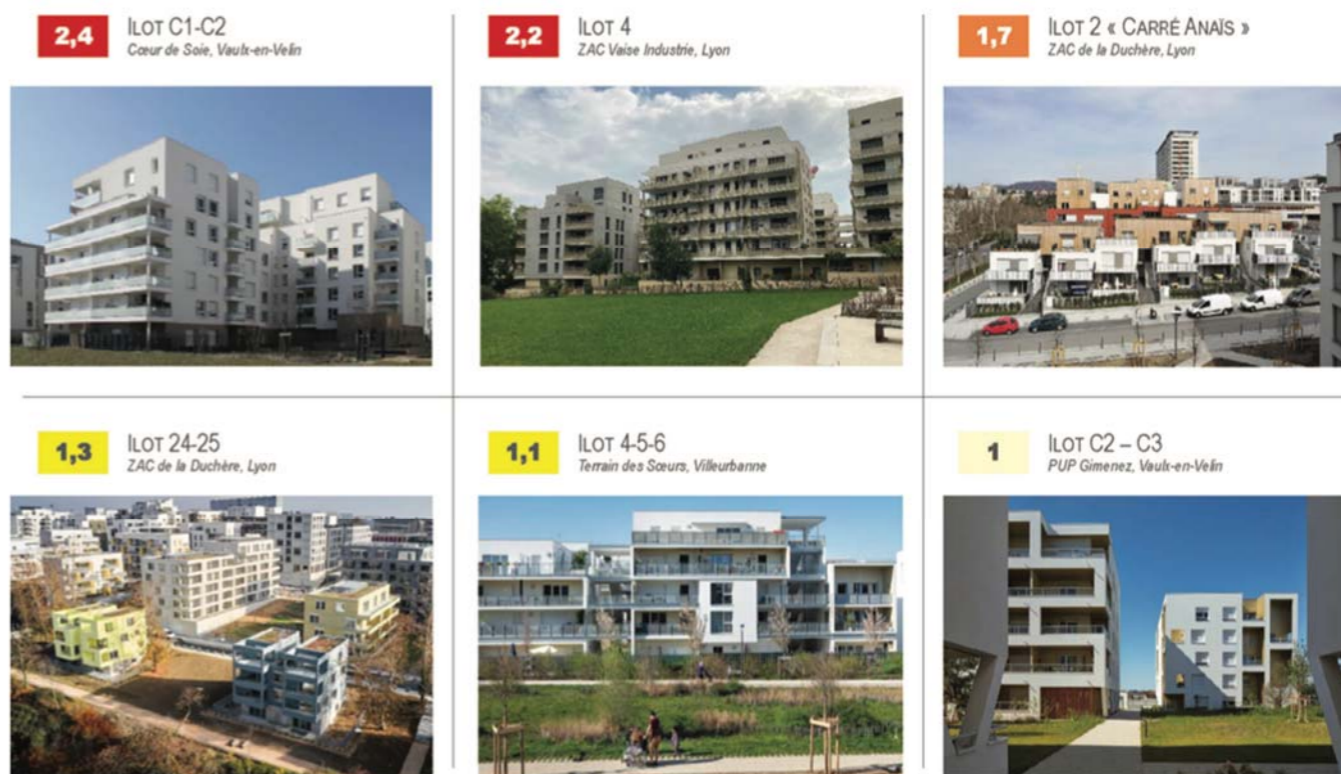 2,4
ILOT C1-C2
Cœur de Soie, Vaulx-en-Velin
2,2
ILOT 4
ZAC Vaise Industrie, Lyon
1,7
ILOT 2 « CARRÉ ANAÏS »
ZAC de la Duchère, Lyon
1,3
ILOT 24-25
ZAC de la Duchère, Lyon
1,1
ILOT 4-5-6
Terrain des Sœurs, Villeurbanne
1
ILOT C2 – C3
PUP Gimenez, Vaulx-en-Velin